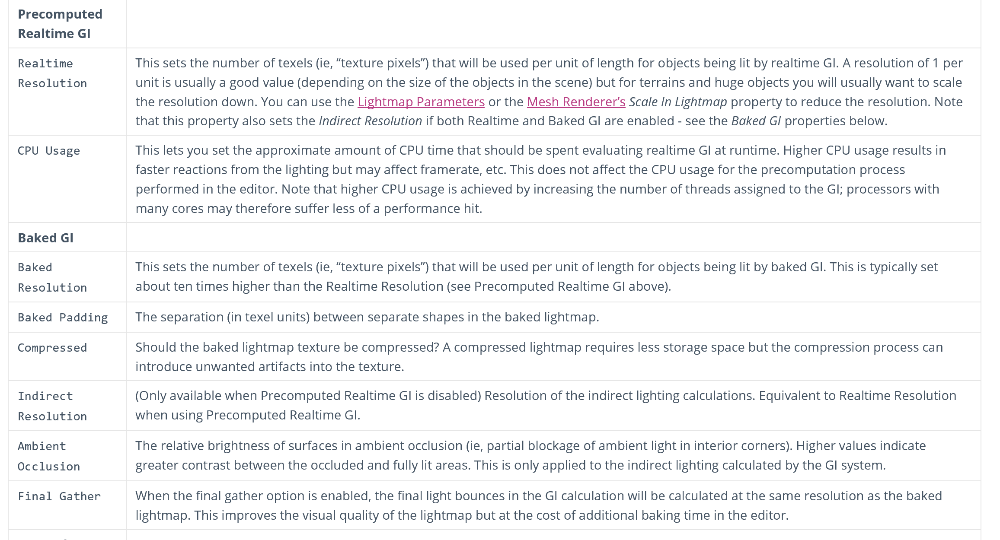 Precomputed
Realtime GI
Realtime
Resolution
This sets the number of texels (ie, “texture pixels”) that will be used per unit of length for objects being lit by realtime GI. A resolution of 1 per
unit is usually a good value (depending on the size of the objects in the scene) but for terrains and huge objects you will usually want to scale
the resolution down. You can use the Lightmap Parameters or the Mesh Renderer’s Scale In Lightmap property to reduce the resolution. Note
that this property also sets the Indirect Resolution if both Realtime and Baked GI are enabled - see the Baked GI properties below.
CPU Usage
This lets you set the approximate amount of CPU time that should be spent evaluating realtime GI at runtime. Higher CPU usage results in
faster reactions from the lighting but may affect framerate, etc. This does not affect the CPU usage for the precomputation process
performed in the editor. Note that higher CPU usage is achieved by increasing the number of threads assigned to the GI; processors with
many cores may therefore suffer less of a performance hit.
Baked GI
Baked
Resolution
This sets the number of texels (ie, “texture pixels”) that will be used per unit of length for objects being lit by baked GI. This is typically set
about ten times higher than the Realtime Resolution (see Precomputed Realtime GI above).
Baked Padding
The separation (in texel units) between separate shapes in the baked lightmap.
Compressed
Should the baked lightmap texture be compressed? A compressed lightmap requires less storage space but the compression process can
introduce unwanted artifacts into the texture.
Indirect
Resolution
(Only available when Precomputed Realtime GI is disabled) Resolution of the indirect lighting calculations. Equivalent to Realtime Resolution
when using Precomputed Realtime GI.
Ambient
Occlusion
The relative brightness of surfaces in ambient occlusion (ie, partial blockage of ambient light in interior corners). Higher values indicate
greater contrast between the occluded and fully lit areas. This is only applied to the indirect lighting calculated by the GI system.
Final Gather
When the final gather option is enabled, the final light bounces in the GI calculation will be calculated at the same resolution as the baked
lightmap. This improves the visual quality of the lightmap but at the cost of additional baking time in the editor.